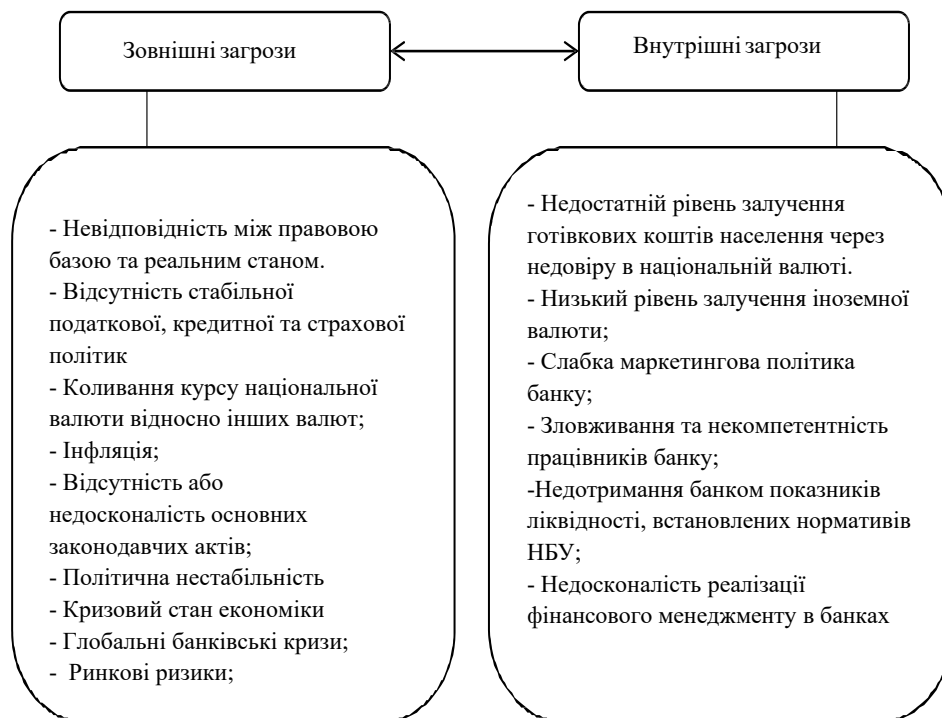 Зовнішні загрози
Внутрішні загрози
- Невідповідність між правовою
базою та реальним станом.
- Відсутність стабільної
податкової, кредитної та страхової
політик
- Коливання курсу національної
валюти відносно інших валют;
- Інфляція;
- Відсутність або
недосконалість основних
законодавчих актів;
- Політична нестабільність
- Кризовий стан економіки
- Глобальні банківські кризи;
- Ринкові ризики;
- Недостатній рівень залучення
готівкових коштів населення через
недовіру в національній валюті.
- Низький рівень залучення іноземної
валюти;
- Слабка маркетингова політика
банку;
- Зловживання та некомпетентність
працівників банку;
-Недотримання банком показників
ліквідності, встановлених нормативів
НБУ;
- Недосконалість реалізації
фінансового менеджменту в банках